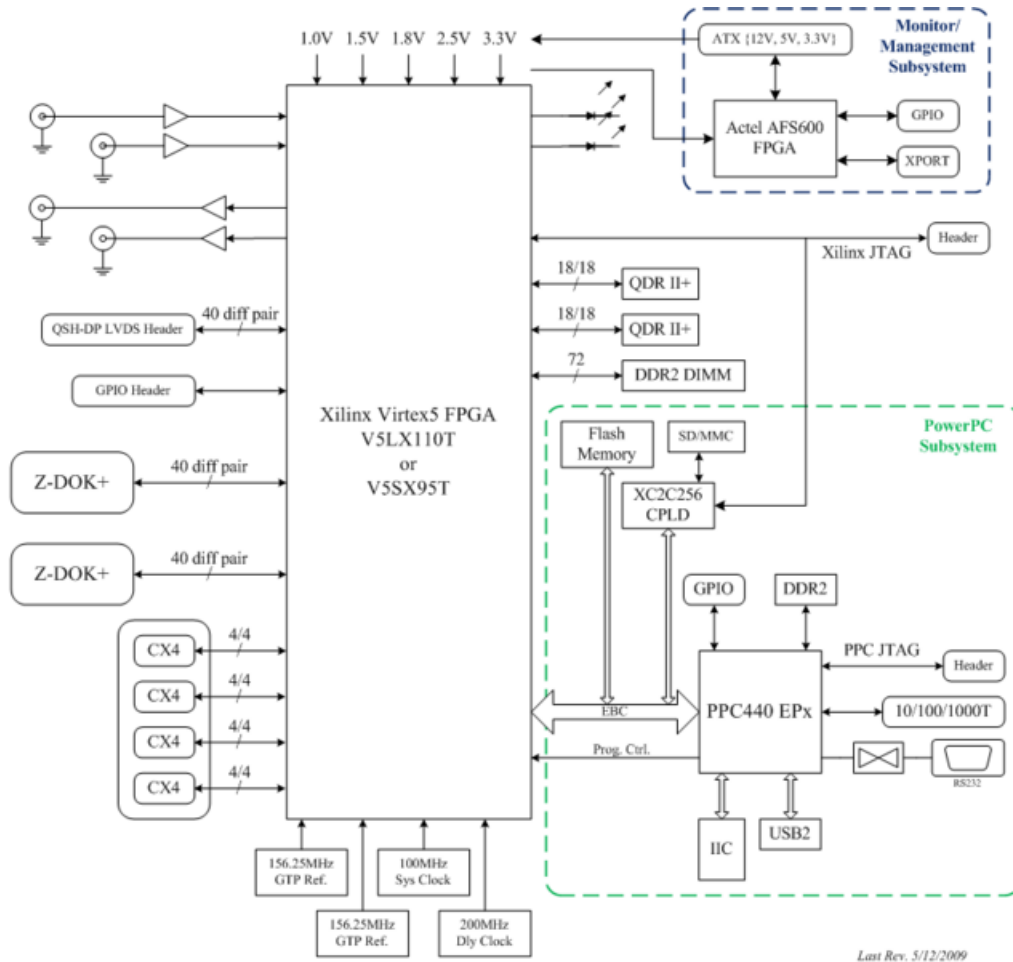 1.0V 1.5V 1.8V 2.5V 3.3V
ATX {12V, 5V, 3.3V}
Monitor/
Management
Subsystem
Actel AFS600
FPGA
GPIO
XPORT
Xilinx JTAG
Header
18/18
QDR II+
18/18
QDR II+
72
DDR2 DIMM
QSH-DP LVDS Header
40 diff pair
GPIO Header
Xilinx Virtex5 FPGA
V5LX110T
or
V5SX95T
Z-DOK+
40 diff pair
Z-DOK+
40 diff pair
CX4
4/4
CX4
4/4
CX4
4/4
CX4
4/4
PowerPC
Subsystem
Flash
Memory
SD/MMC
XC2C256
CPLD
GPIO
DDR2
PPC JTAG
Header
EBC
PPC440 EPx
10/100/1000T
Prog. Ctrl.
RS232
IIC
USB2
156.25MHz
GTP Ref.
156.25MHz
GTP Ref.
100MHz
Sys Clock
200MHz
Dly Clock
Last Rev. 5/12/2009